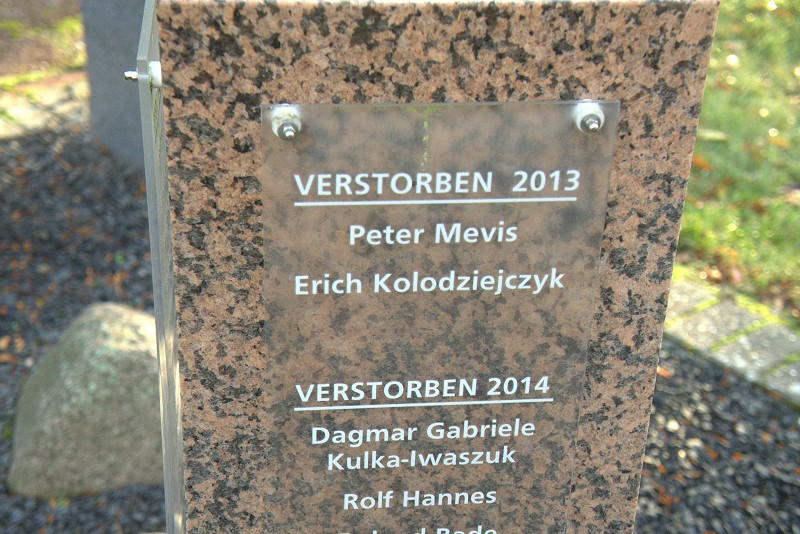 VERSTORBEN 2013
Peter Mevis
Erich Kolodziejczyk
VERSTORBEN 2014
Dagmar Gabriele
Kulka-Iwaszuk
Rolf Hannes